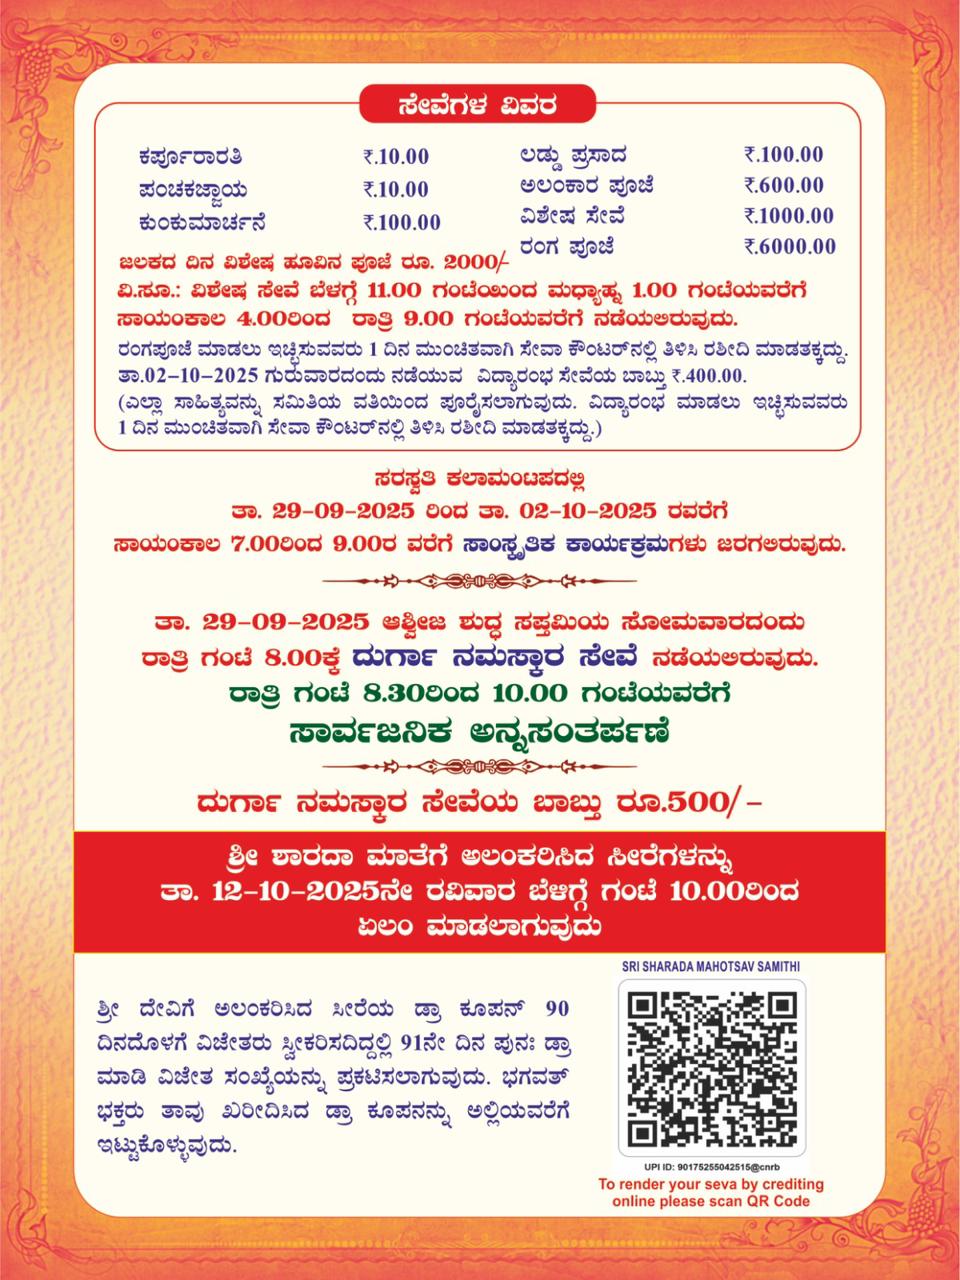 ಸೇವೆಗಳ ವಿವರ
ಕರ್ಪೂರಾರತಿ ₹.10.00
ಪಂಚಕಜ್ಜಾಯ ₹.10.00
ಕುಂಕುಮಾರ್ಚನೆ ₹.100.00
ಲಡ್ಡು ಪ್ರಸಾದ ₹.100.00
ಅಲಂಕಾರ ಪೂಜೆ ₹.600.00
ವಿಶೇಷ ಸೇವೆ ₹.1000.00
ರಂಗ ಪೂಜೆ ₹.6000.00
ಜಲಕದ ದಿನ ವಿಶೇಷ ಹೂವಿನ ಪೂಜೆ ರೂ. 2000/-
ವಿ.ಸೂ.: ವಿಶೇಷ ಸೇವೆ ಬೆಳಗ್ಗೆ 11.00 ಗಂಟೆಯಿಂದ ಮಧ್ಯಾಹ್ನ 1.00 ಗಂಟೆಯವರೆಗೆ
ಸಾಯಂಕಾಲ 4.00ರಿಂದ ರಾತ್ರಿ 9.00 ಗಂಟೆಯವರೆಗೆ ನಡೆಯಲಿರುವುದು.
ರಂಗಪೂಜೆ ಮಾಡಲು ಇಚ್ಛಿಸುವವರು 1 ದಿನ ಮುಂಚಿತವಾಗಿ ಸೇವಾ ಕೌಂಟರ್‌ನಲ್ಲಿ ತಿಳಿಸಿ ರಶೀದಿ ಮಾಡತಕ್ಕದ್ದು.
ತಾ.02-10-2025 ಗುರುವಾರದಂದು ನಡೆಯುವ ವಿದ್ಯಾರಂಭ ಸೇವೆಯ ಬಾಬ್ತು ₹.400.00.
(ಎಲ್ಲಾ ಸಾಹಿತ್ಯವನ್ನು ಸಮಿತಿಯ ವತಿಯಿಂದ ಪೂರೈಸಲಾಗುವುದು. ವಿದ್ಯಾರಂಭ ಮಾಡಲು ಇಚ್ಛಿಸುವವರು
1 ದಿನ ಮುಂಚಿತವಾಗಿ ಸೇವಾ ಕೌಂಟರ್‌ನಲ್ಲಿ ತಿಳಿಸಿ ರಶೀದಿ ಮಾಡತಕ್ಕದ್ದು.)
ಸರಸ್ವತಿ ಕಲಾಮಂಟಪದಲ್ಲಿ
ತಾ. 29-09-2025 ರಿಂದ ತಾ. 02-10-2025 ರವರೆಗೆ
ಸಾಯಂಕಾಲ 7.00ರಿಂದ 9.00ರ ವರೆಗೆ ಸಾಂಸ್ಕೃತಿಕ ಕಾರ್ಯಕ್ರಮಗಳು ಜರಗಲಿರುವುದು.
ತಾ. 29-09-2025 ಆಶ್ವೀಜ ಶುದ್ಧ ಸಪ್ತಮಿಯ ಸೋಮವಾರದಂದು
ರಾತ್ರಿ ಗಂಟೆ 8.00ಕ್ಕೆ ದುರ್ಗಾ ನಮಸ್ಕಾರ ಸೇವೆ ನಡೆಯಲಿರುವುದು.
ರಾತ್ರಿ ಗಂಟೆ 8.30ರಿಂದ 10.00 ಗಂಟೆಯವರೆಗೆ
ಸಾರ್ವಜನಿಕ ಅನ್ನಸಂತರ್ಪಣೆ
ದುರ್ಗಾ ನಮಸ್ಕಾರ ಸೇವೆಯ ಬಾಬ್ತು ರೂ.500/-
ಶ್ರೀ ಶಾರದಾ ಮಾತೆಗೆ ಅಲಂಕರಿಸಿದ ಸೀರೆಗಳನ್ನು
ತಾ. 12-10-2025ನೇ ರವಿವಾರ ಬೆಳಿಗ್ಗೆ ಗಂಟೆ 10.00ರಿಂದ
ಏಲಂ ಮಾಡಲಾಗುವುದು
ಶ್ರೀ ದೇವಿಗೆ ಅಲಂಕರಿಸಿದ ಸೀರೆಯ ಡ್ರಾ ಕೂಪನ್ 90
ದಿನದೊಳಗೆ ವಿಜೇತರು ಸ್ವೀಕರಿಸದಿದ್ದಲ್ಲಿ 91ನೇ ದಿನ ಪುನಃ ಡ್ರಾ
ಮಾಡಿ ವಿಜೇತ ಸಂಖ್ಯೆಯನ್ನು ಪ್ರಕಟಿಸಲಾಗುವುದು. ಭಗವತ್
ಭಕ್ತರು ತಾವು ಖರೀದಿಸಿದ ಡ್ರಾ ಕೂಪನನ್ನು ಅಲ್ಲಿಯವರೆಗೆ
ಇಟ್ಟುಕೊಳ್ಳುವುದು.
SRI SHARADA MAHOTSAV SAMITHI
UPI ID: 90175255042515@cnrb
To render your seva by crediting
online please scan QR Code